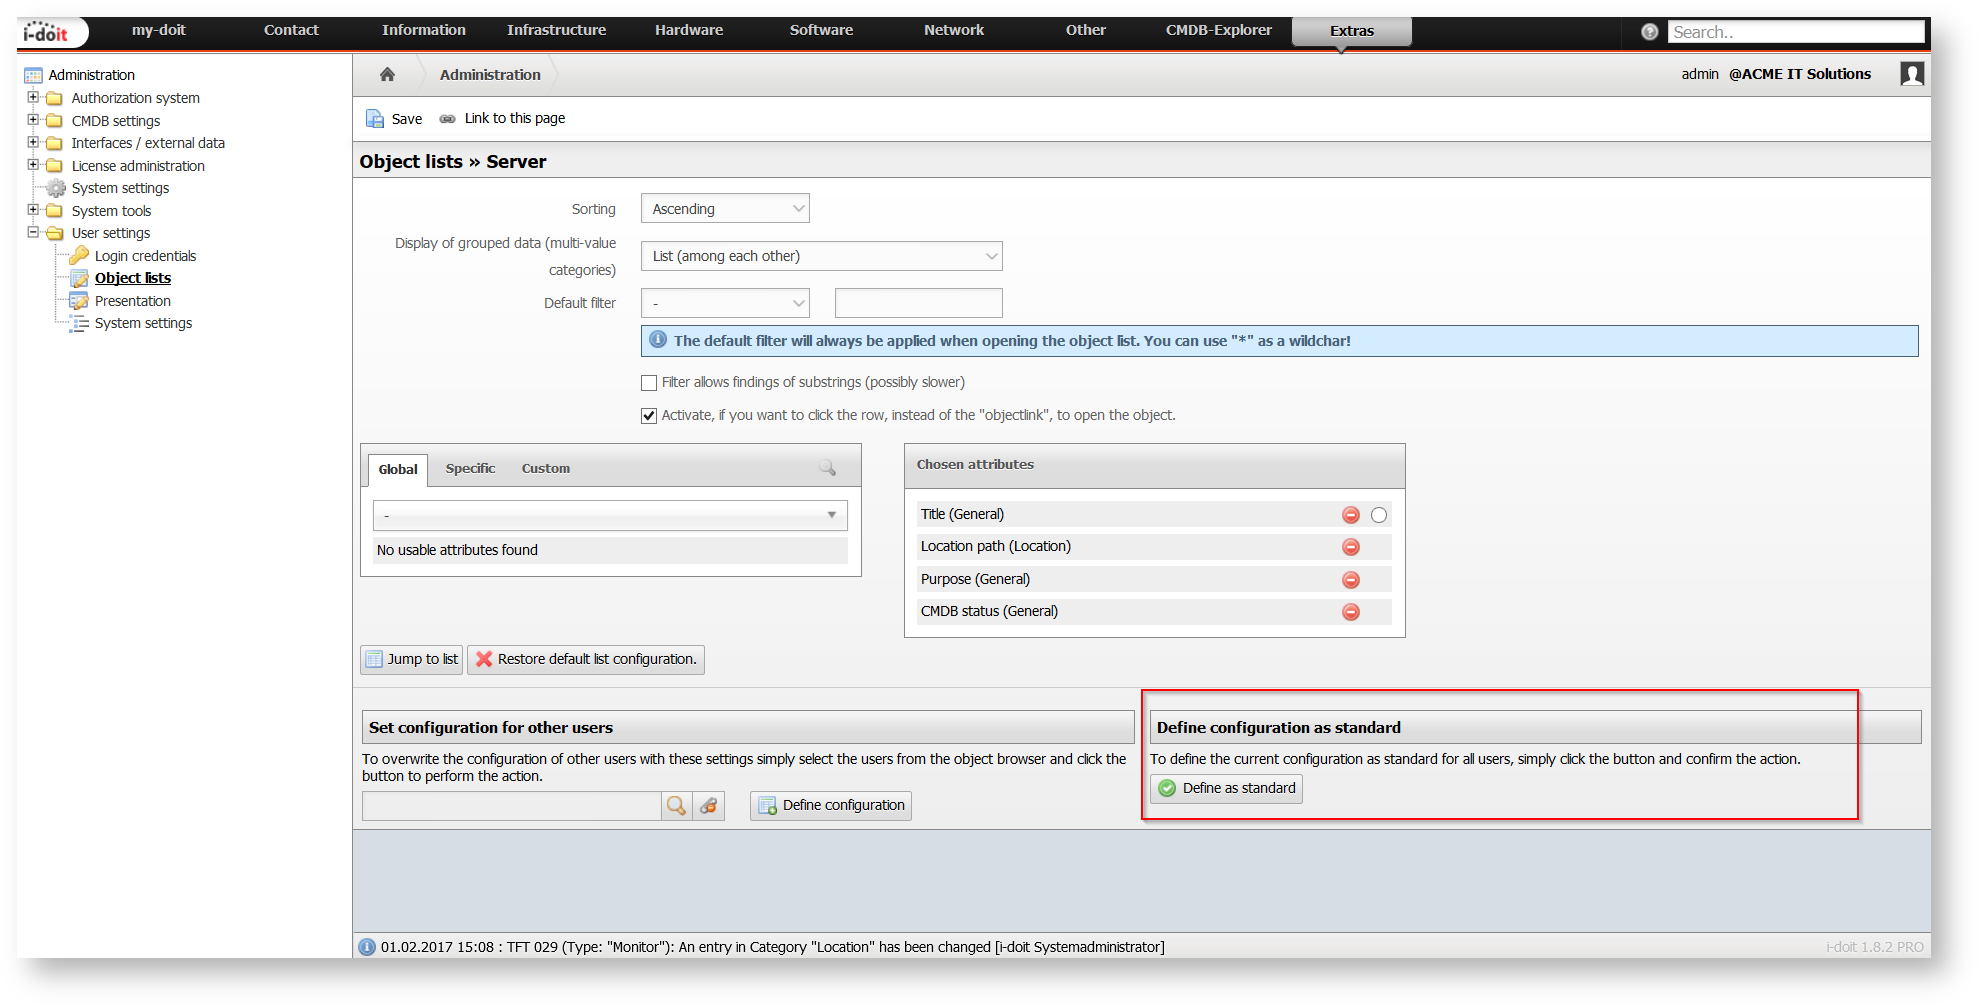 i-doit
my-doit
Contact
Information
Infrastructure
Hardware
Software
Network
Other
CMDB-Explorer
Extras
Search..
Administration
admin @ACME IT Solutions
Administration
Authorization system
CMDB settings
Interfaces / external data
License administration
System settings
System tools
User settings
Login credentials
Object lists
Presentation
System settings
Save
Link to this page
Object lists » Server
Sorting
Ascending
Display of grouped data (multi-value
categories)
List (among each other)
Default filter
-
The default filter will always be applied when opening the object list. You can use "*" as a wildchar!
Filter allows findings of substrings (possibly slower)
Activate, if you want to click the row, instead of the "objectlink", to open the object.
Global
Specific
Custom
-
No usable attributes found
Chosen attributes
Title (General)
Location path (Location)
Purpose (General)
CMDB status (General)
Jump to list
Restore default list configuration.
Set configuration for other users
To overwrite the configuration of other users with these settings simply select the users from the object browser and click the
button to perform the action.
Define configuration
Define configuration as standard
To define the current configuration as standard for all users, simply click the button and confirm the action.
Define as standard
01.02.2017 15:08 : TFT 029 (Type: "Monitor"): An entry in Category "Location" has been changed [i-doit Systemadministrator]
i-doit 1.8.2 PRO